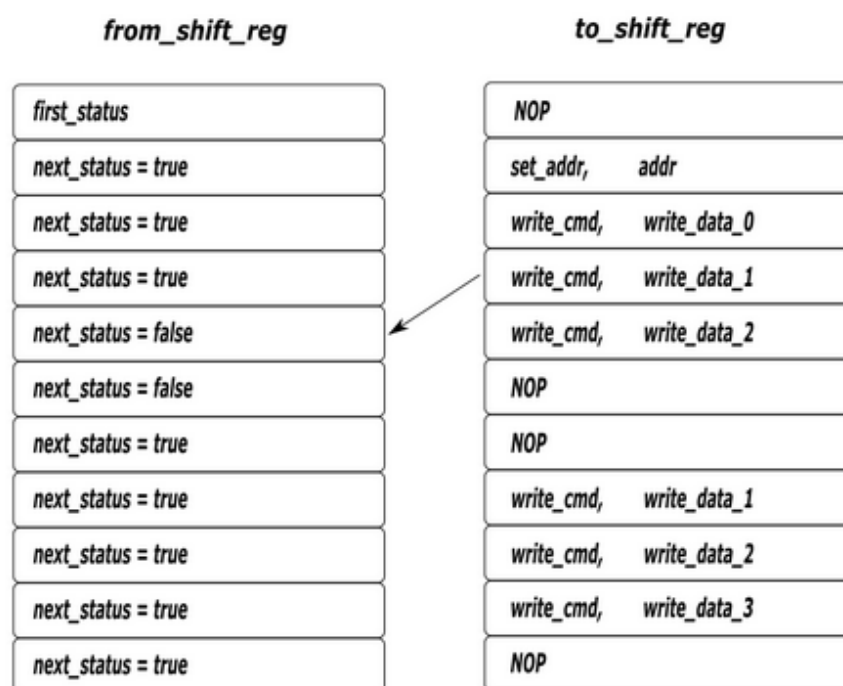 from_shift_reg to_shift_reg
first_status NOP
next_status = true set_addr, addr
next_status = true write_cmd, write_data_0
next_status = true write_cmd, write_data_1
next_status = false write_cmd, write_data_2
next_status = false NOP
next_status = true NOP
next_status = true write_cmd, write_data_1
next_status = true write_cmd, write_data_2
next_status = true write_cmd, write_data_3
next_status = true NOP